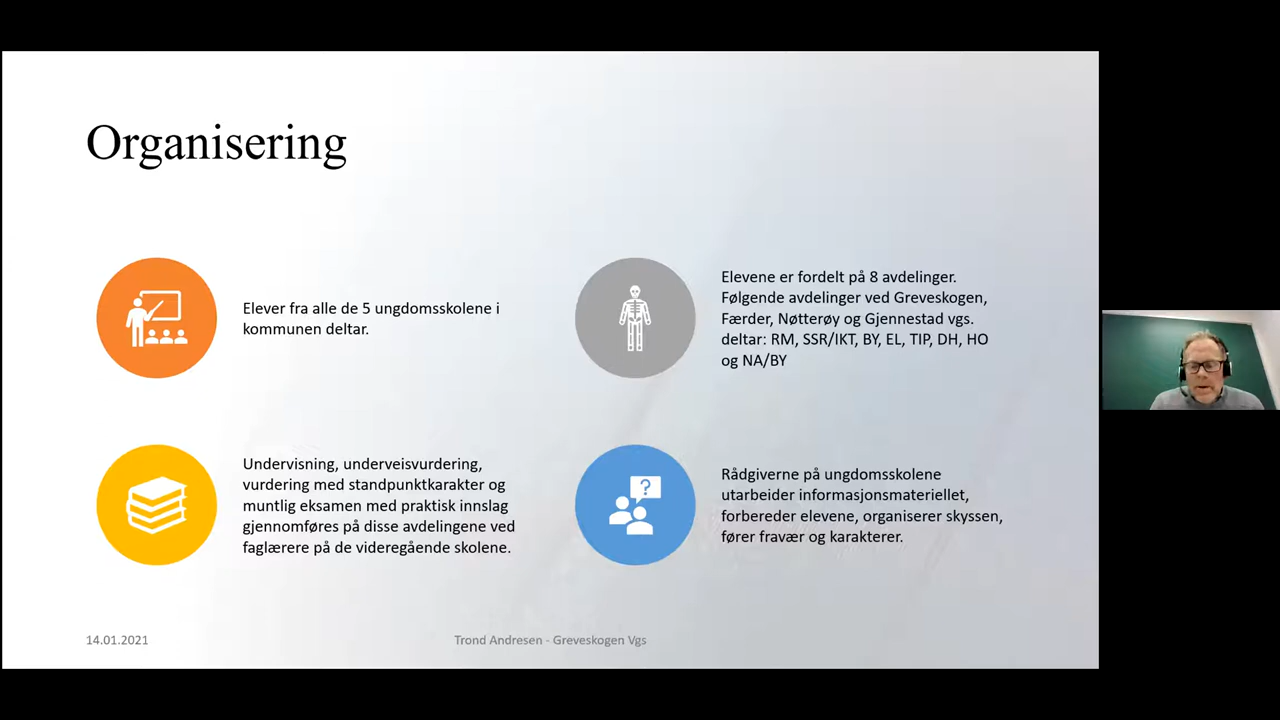 Organisering
Elever fra alle de 5 ungdomsskolene i
kommunen deltar.
Elevene er fordelt på 8 avdelinger.
Følgende avdelinger ved Greveskogen,
Færder, Nøtterøy og Gjennestad vgs.
deltar: RM, SSR/IKT, BY, EL, TIP, DH, HO
og NA/BY
Undervisning, underveisvurdering,
vurdering med standpunktkarakter og
muntlig eksamen med praktisk innslag
gjennomføres på disse avdelingene ved
faglærere på de videregående skolene.
?
Rådgiverne på ungdomsskolene
utarbeider informasjonsmateriellet,
forbereder elevene, organiserer skyssen,
fører fravær og karakterer.
14.01.2021
Trond Andresen - Greveskogen Vgs